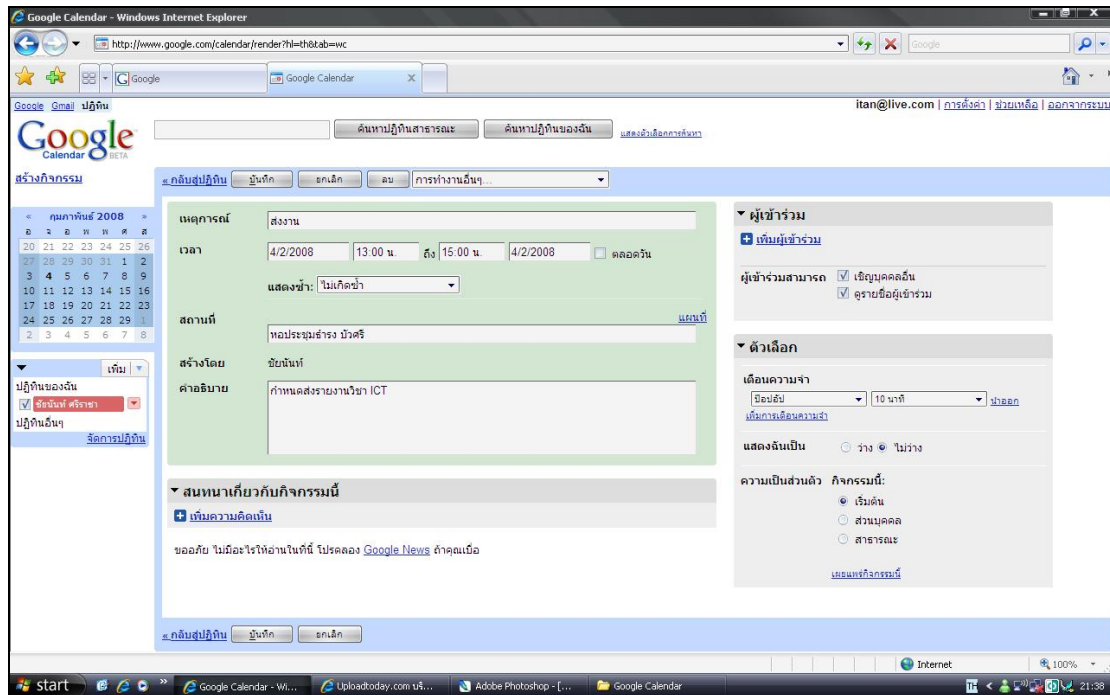 Google Calendar - Windows Internet Explorer
http://www.google.com/calendar/render?hl=th&tab=wc
Google
Google
Google Calendar
Google Gmail ปฏิทิน
itan@live.com | การตั้งค่า | ช่วยเหลือ | ออกจากระบบ
Google
Calendar BETA
ค้นหาปฏิทินสาธารณะ
ค้นหาปฏิทินของฉัน
แสดงตัวเลือกการค้นหา
สร้างกิจกรรม
« กลับสู่ปฏิทิน
บันทึก
ยกเลิก
ลบ
การทำงานอื่นๆ...
« กุมภาพันธ์ 2008 »
อ จ อ พ พ ศ ส
20 21 22 23 24 25 26
27 28 29 30 31 1 2
3 4 5 6 7 8 9
10 11 12 13 14 15 16
17 18 19 20 21 22 23
24 25 26 27 28 29 1
2 3 4 5 6 7 8
เพิ่ม
ปฏิทินของฉัน
ชัยนันท์ ศรีราชา
ปฏิทินอื่นๆ
จัดการปฏิทิน
เหตุการณ์
ส่งงาน
เวลา
4/2/2008 13:00 น. ถึง 15:00 น. 4/2/2008 ตลอดวัน
แสดงซ้ำ: ไม่เกิดซ้ำ
สถานที่
แผนที่
หอประชุมธำรง บัวศรี
สร้างโดย ชัยนันท์
คำอธิบาย
กำหนดส่งรายงานวิชา ICT
สนทนาเกี่ยวกับกิจกรรมนี้
เพิ่มความคิดเห็น
ขออภัย ไม่มีอะไรให้อ่านในที่นี้ โปรดลอง Google News ถ้าคุณเบื่อ
ผู้เข้าร่วม
เพิ่มผู้เข้าร่วม
ผู้เข้าร่วมสามารถ เชิญบุคคลอื่น
ดูรายชื่อผู้เข้าร่วม
ตัวเลือก
เตือนความจำ
ป๊อปอัป 10 นาที นำออก
เพิ่มการเตือนความจำ
แสดงฉันเป็น ว่าง ไม่ว่าง
ความเป็นส่วนตัว กิจกรรมนี้:
เริ่มต้น
ส่วนบุคคล
สาธารณะ
เผยแพร่กิจกรรมนี้
« กลับสู่ปฏิทิน
บันทึก
ยกเลิก
Internet
100%
start
Google Calendar - Wi...
Uploadtoday.com บริ...
Adobe Photoshop - [...
Google Calendar
TH
21:38